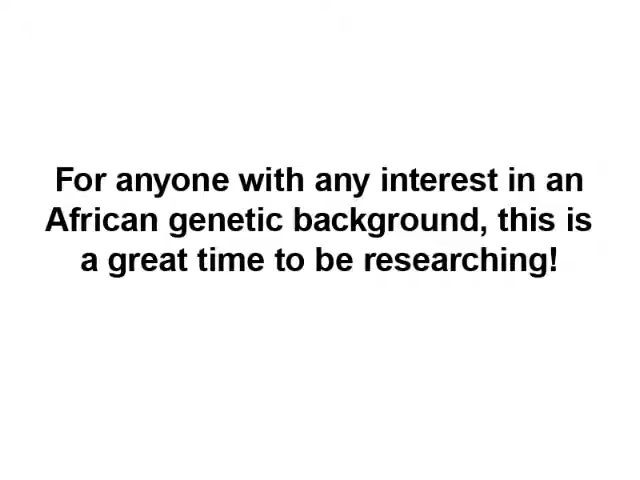 For anyone with any interest in an
African genetic background, this is
a great time to be researching!